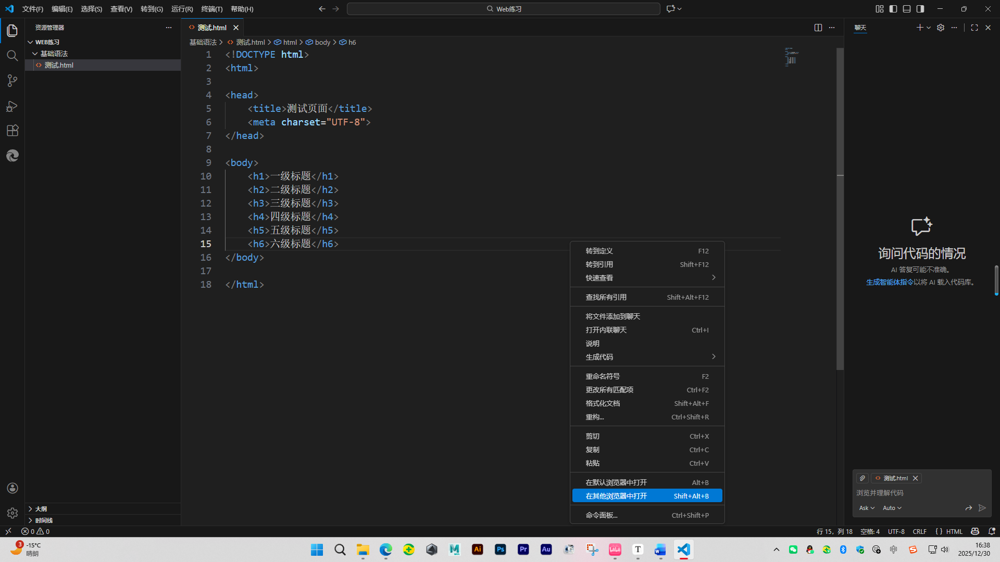 文件(F) 编辑(E) 选择(S) 查看(V) 转到(G) 运行(R) 终端(T) 帮助(H)
Web练习
资源管理器
WEB练习
基础语法
测试.html
大纲
时间线
测试.html
基础语法 > 测试.html > html > body > h6
1 <!DOCTYPE html>
2 <html>
3
4 <head>
5 <title>测试页面</title>
6 <meta charset="UTF-8">
7 </head>
8
9 <body>
10 <h1>一级标题</h1>
11 <h2>二级标题</h2>
12 <h3>三级标题</h3>
13 <h4>四级标题</h4>
14 <h5>五级标题</h5>
15 <h6>六级标题</h6>
16 </body>
17
18 </html>
转到定义 F12
转到引用 Shift+F12
快速查看
查找所有引用 Shift+Alt+F12
将文件添加到聊天
打开内联聊天 Ctrl+I
说明
生成代码
重命名符号 F2
更改所有匹配项 Ctrl+F2
格式化文档 Shift+Alt+F
重构... Ctrl+Shift+R
剪切 Ctrl+X
复制 Ctrl+C
粘贴 Ctrl+V
在默认浏览器中打开 Alt+B
在其他浏览器中打开 Shift+Alt+B
命令面板... Ctrl+Shift+P
聊天
询问代码的情况
AI 答复可能不准确。
生成智能体指令以将 AI 载入代码库。
测试.html
浏览并理解代码
Ask Auto
0 0
行 15，列 18 空格: 4 UTF-8 CRLF {} HTML
3
-15°C
晴朗
M Ai Ps Pr Au T W
中 S
16:38
2025/12/30